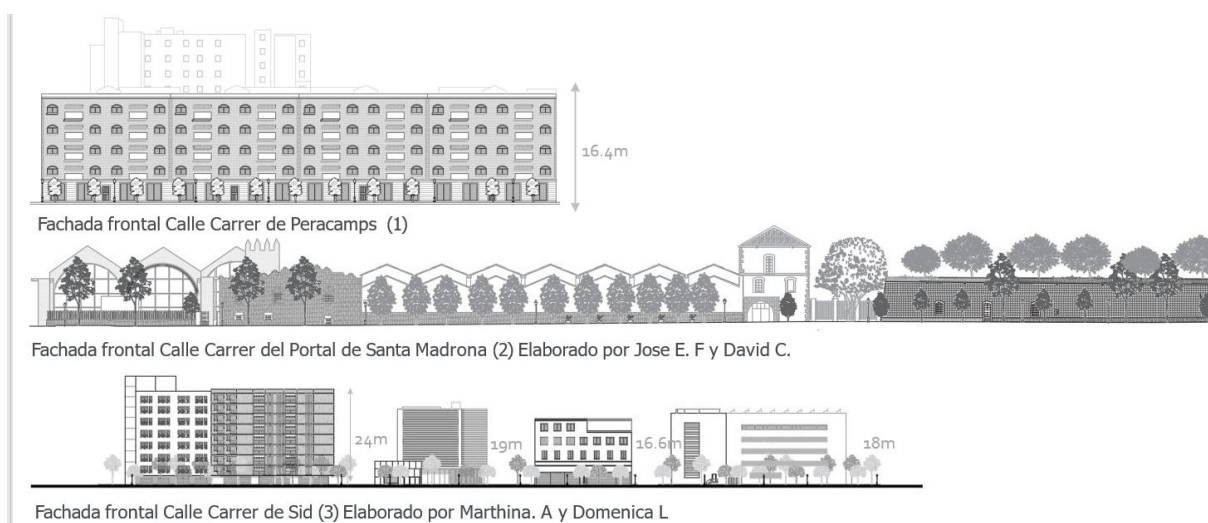 16.4m
Fachada frontal Calle Carrer de Peracamps (1)
Fachada frontal Calle Carrer del Portal de Santa Madrona (2) Elaborado por Jose E. F y David C.
24m
19m
16.6m
18m
Fachada frontal Calle Carrer de Sid (3) Elaborado por Marthina. A y Domenica L